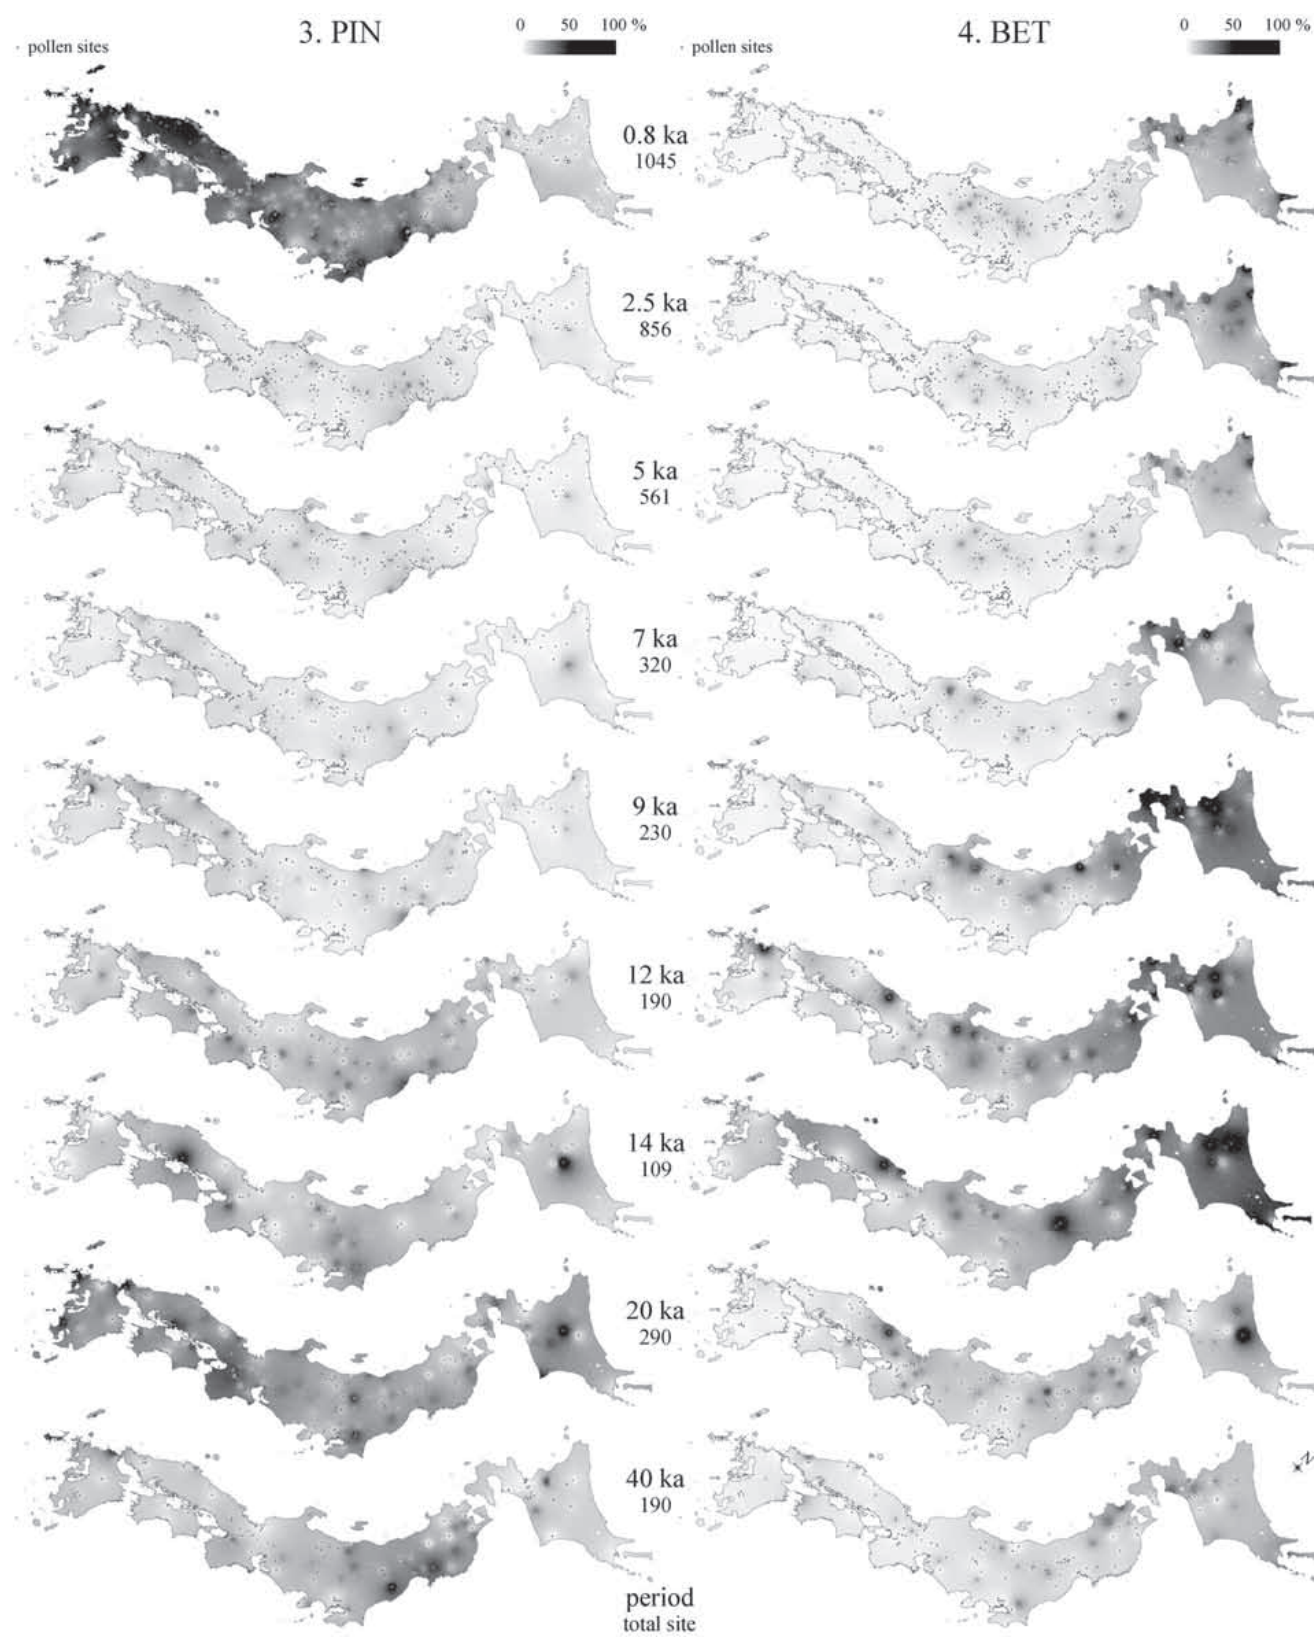 3. PIN
0 50 100 %
pollen sites
4. BET
0 50 100 %
pollen sites
0.8 ka
1045
2.5 ka
856
5 ka
561
7 ka
320
9 ka
230
12 ka
190
14 ka
109
20 ka
290
40 ka
190
N
period
total site